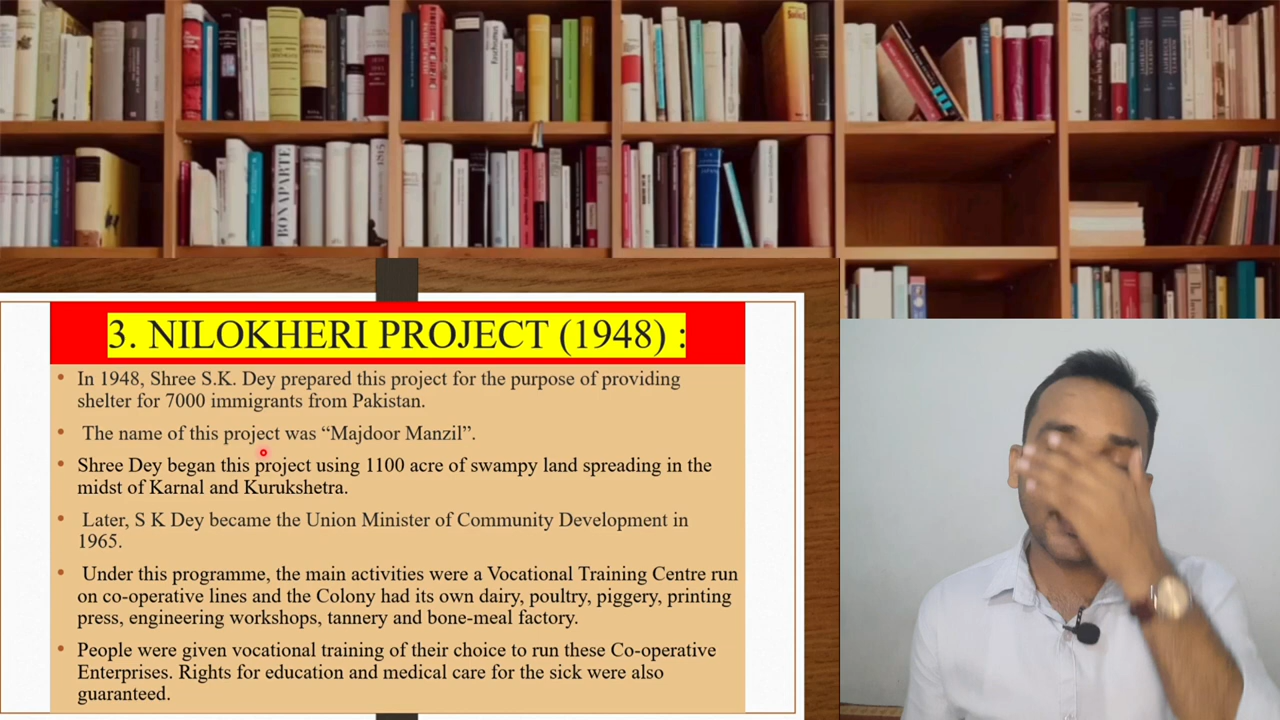 BONAPARTE
3. NILOKHERI PROJECT (1948) :
• In 1948, Shree S.K. Dey prepared this project for the purpose of providing
shelter for 7000 immigrants from Pakistan.
• The name of this project was “Majdoor Manzil”.
• Shree Dey began this project using 1100 acre of swampy land spreading in the
midst of Karnal and Kurukshetra.
• Later, S K Dey became the Union Minister of Community Development in
1965.
• Under this programme, the main activities were a Vocational Training Centre run
on co-operative lines and the Colony had its own dairy, poultry, piggery, printing
press, engineering workshops, tannery and bone-meal factory.
• People were given vocational training of their choice to run these Co-operative
Enterprises. Rights for education and medical care for the sick were also
guaranteed.